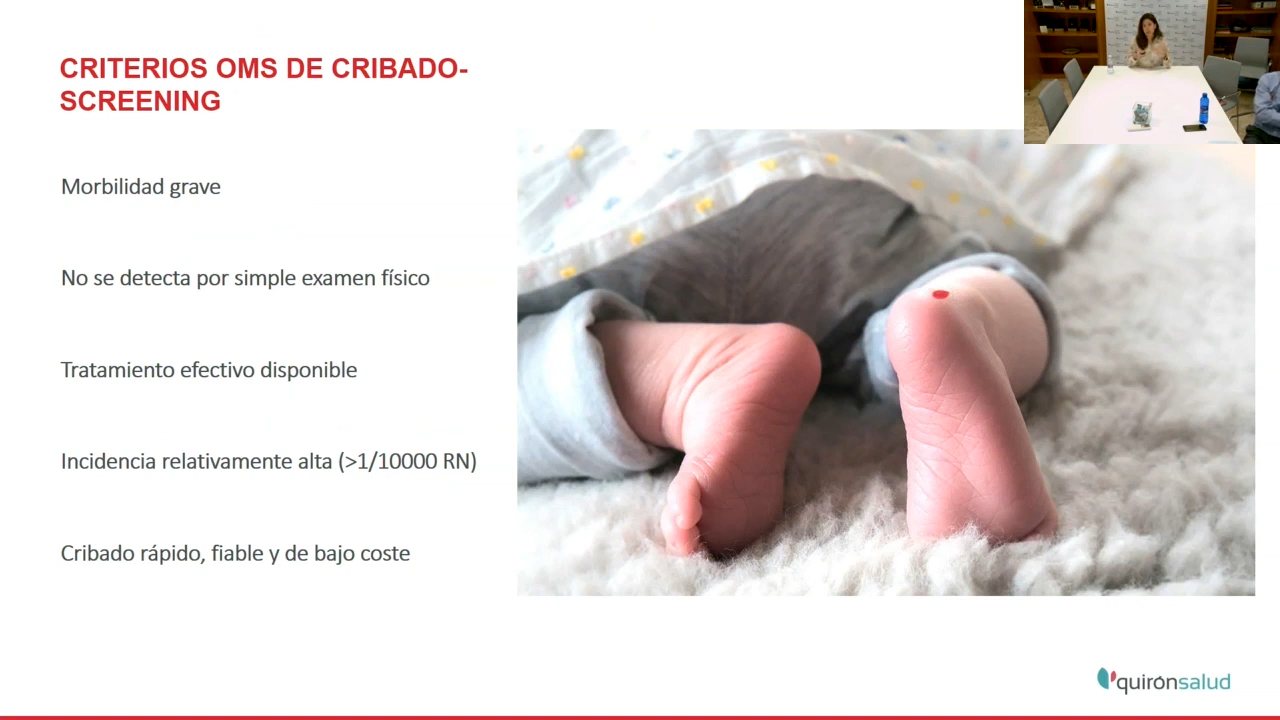 CRITERIOS OMS DE CRIBADO-
SCREENING
Morbilidad grave
No se detecta por simple examen físico
Tratamiento efectivo disponible
Incidencia relativamente alta (>1/10000 RN)
Cribado rápido, fiable y de bajo coste
quirónsalud